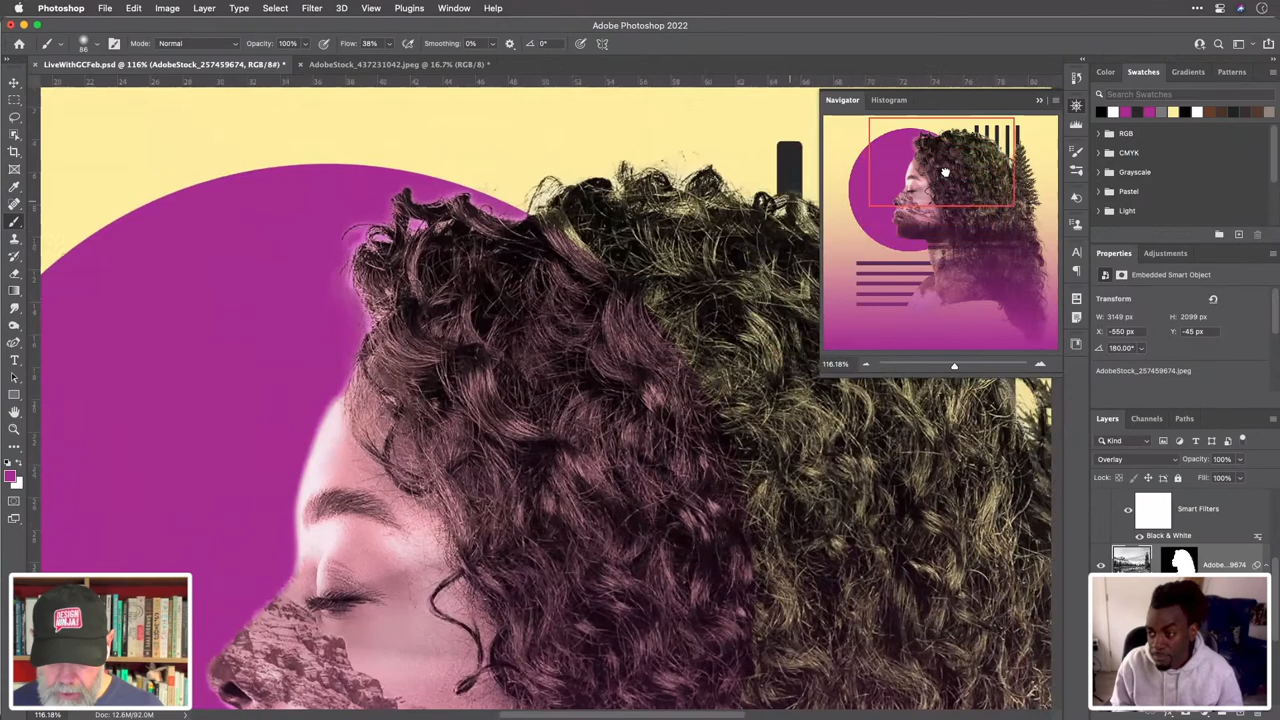 Photoshop File Edit Image Layer Type Select Filter 3D View Plugins Window Help
Adobe Photoshop 2022
86 Mode: Normal Opacity: 100% Flow: 38% Smoothing: 0% 0°
LiveWithGCFeb.psd @ 116% (AdobeStock_257459674, RGB/8#) * AdobeStock_437231042.jpeg @ 16.7% (RGB/8) *
Navigator Histogram
116.18%
Color Swatches Gradients Patterns
Search Swatches
RGB
CMYK
Grayscale
Pastel
Light
Properties Adjustments
Embedded Smart Object
Transform
W: 3149 px H: 2099 px
X: -550 px Y: -45 px
180.00°
AdobeStock_257459674.jpeg
Layers Channels Paths
Kind
Overlay Opacity: 100%
Lock: Fill: 100%
Smart Filters
Black & White
Adobe...9674
DESIGN
NINJA!
116.18% Doc: 12.6M/92.0M